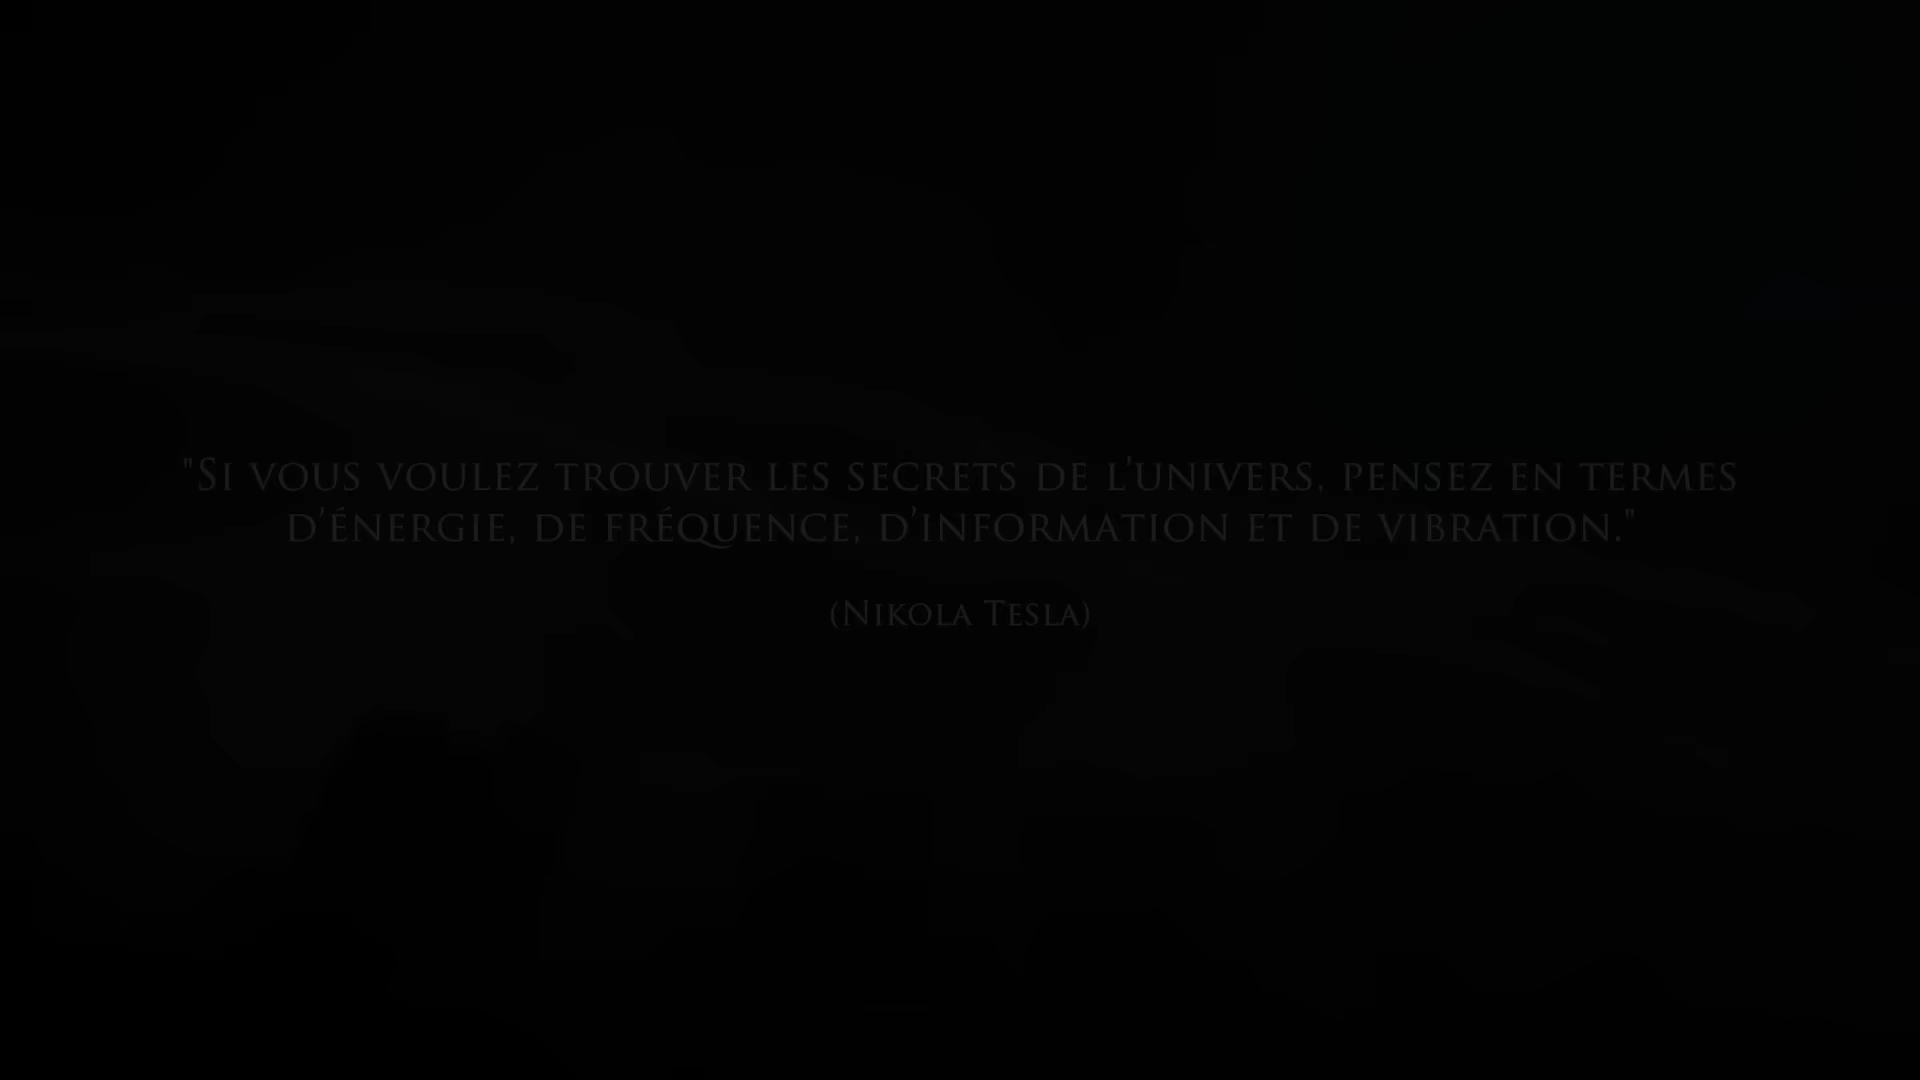 "Si vous voulez trouver les secrets de l'univers, pensez en termes
d'énergie, de fréquence, d'information et de vibration."
(Nikola Tesla)